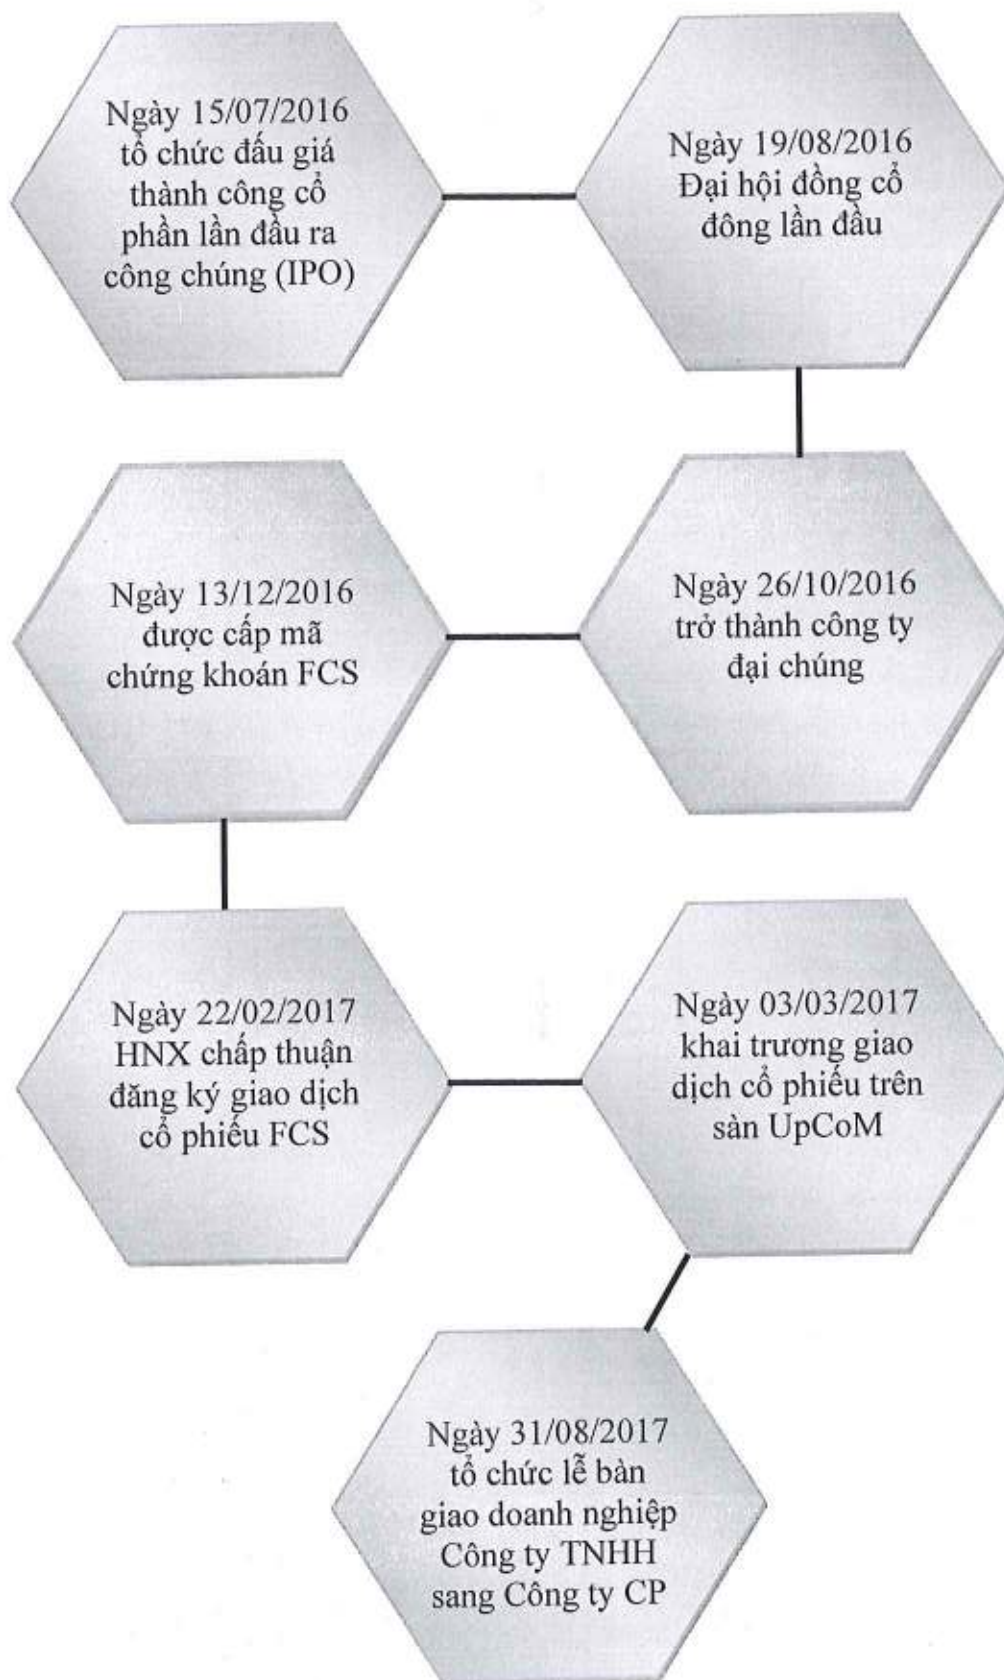 Ngày 15/07/2016
tổ chức đấu giá
thành công cổ
phần lần đầu ra
công chúng (IPO)
Ngày 19/08/2016
Đại hội đồng cổ
đông lần đầu
Ngày 26/10/2016
trở thành công ty
đại chúng
Ngày 13/12/2016
được cấp mã
chứng khoán FCS
Ngày 22/02/2017
HNX chấp thuận
đăng ký giao dịch
cổ phiếu FCS
Ngày 03/03/2017
khai trương giao
dịch cổ phiếu trên
sàn UpCoM
Ngày 31/08/2017
tổ chức lễ bàn
giao doanh nghiệp
Công ty TNHH
sang Công ty CP